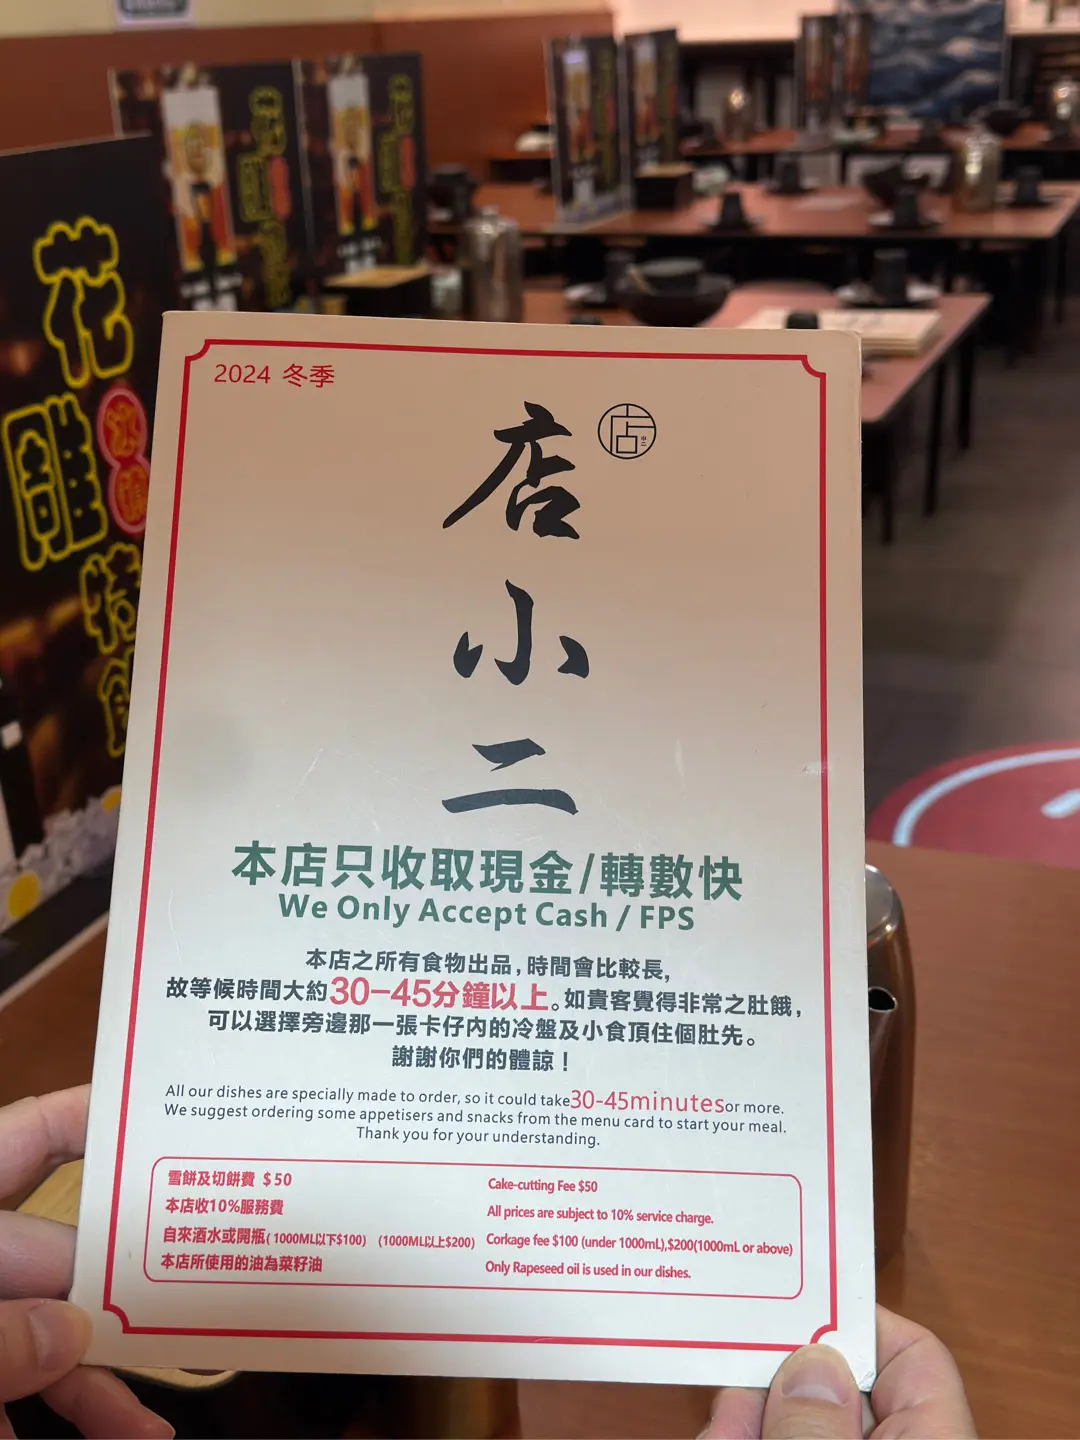 2024 冬季
店
小
二
本店只收取現金/轉數快
We Only Accept Cash / FPS
本店之所有食物出品,時間會比較長,
故等候時間大約30-45分鐘以上。如貴客覺得非常之肚餓,
可以選擇旁邊那一張卡仔內的冷盤及小食頂住個肚先。
謝謝你們的體諒!
All our dishes are specially made to order, so it could take 30-45minutes or more.
We suggest ordering some appetisers and snacks from the menu card to start your meal.
Thank you for your understanding.
雪餅及切餅費 $50
Cake-cutting Fee $50
本店收10%服務費
All prices are subject to 10% service charge.
自來酒水或開瓶(1000ML以下$100) (1000ML以上$200)
Corkage fee $100 (under 1000mL),$200(1000mL or above)
本店所使用的油為菜籽油
Only Rapeseed oil is used in our dishes.
花
雕
特